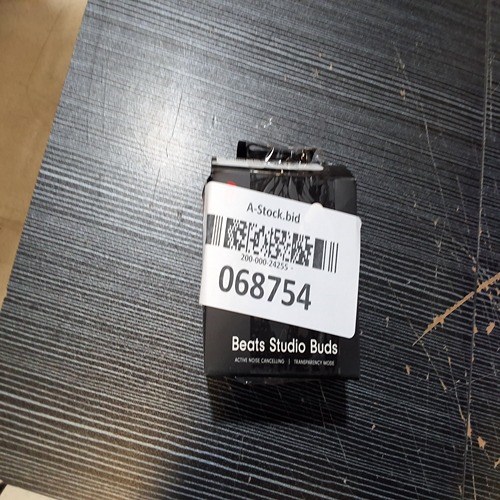 A-Stock.bid
200-000-24255 -
068754
Beats Studio Buds
ACTIVE NOISE CANCELLING | TRANSPARENCY MODE